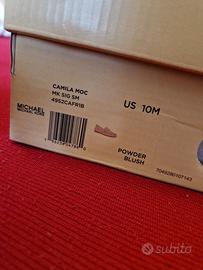 CAMILA MOC
MK SIG SM
49S2CAFR1B
US 10M
MICHAEL
MICHAEL KORS
POWDER
BLUSH
subito